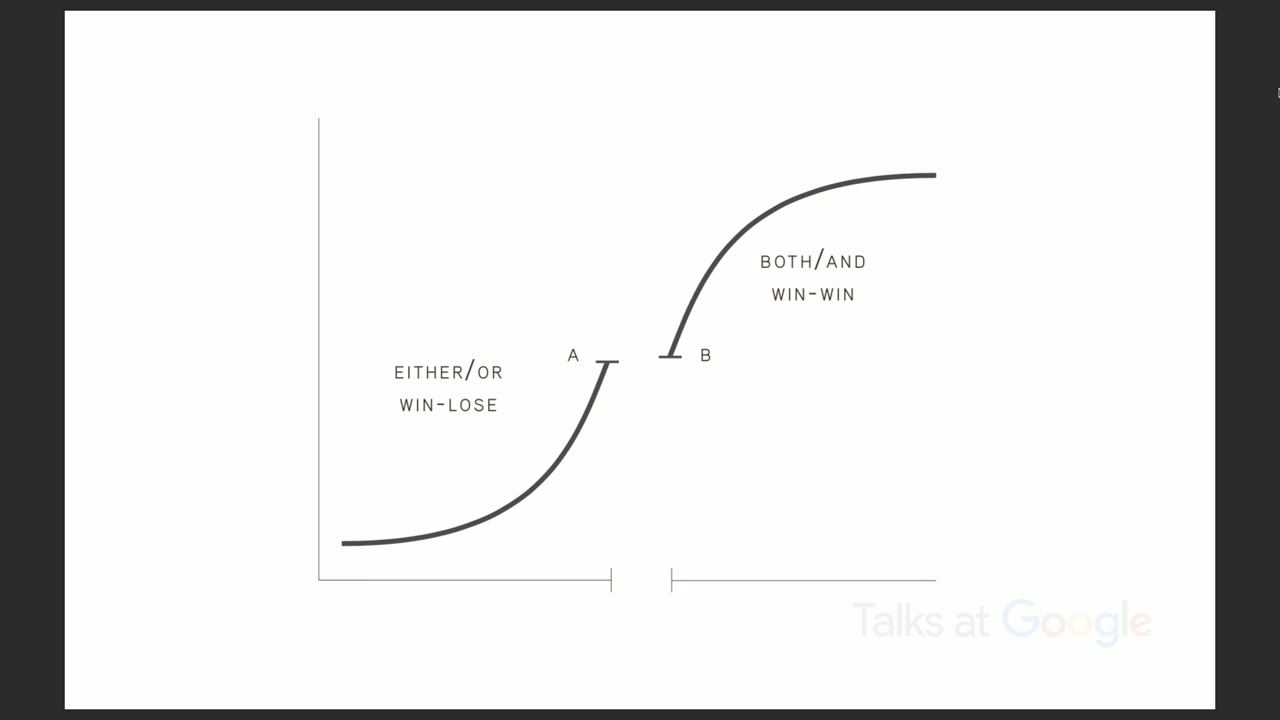 BOTH/AND
WIN-WIN
A
B
EITHER/OR
WIN-LOSE
Talks at Google